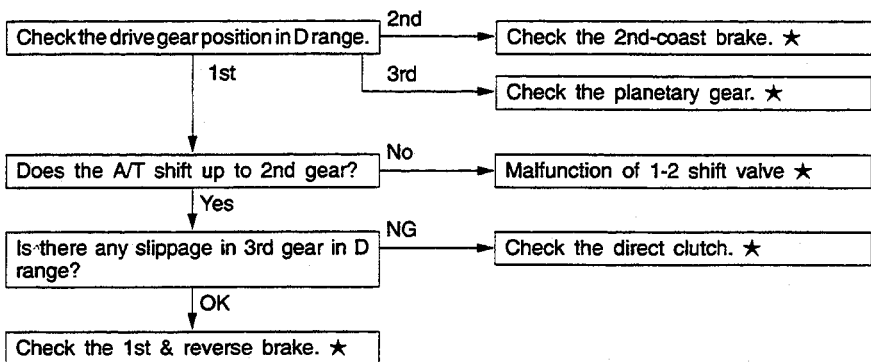 Check the drive gear position in D range.
2nd
Check the 2nd-coast brake. ★
1st
3rd
Check the planetary gear. ★
Does the A/T shift up to 2nd gear?
No
Malfunction of 1-2 shift valve ★
Yes
Is there any slippage in 3rd gear in D
range?
NG
Check the direct clutch. ★
OK
Check the 1st & reverse brake. ★